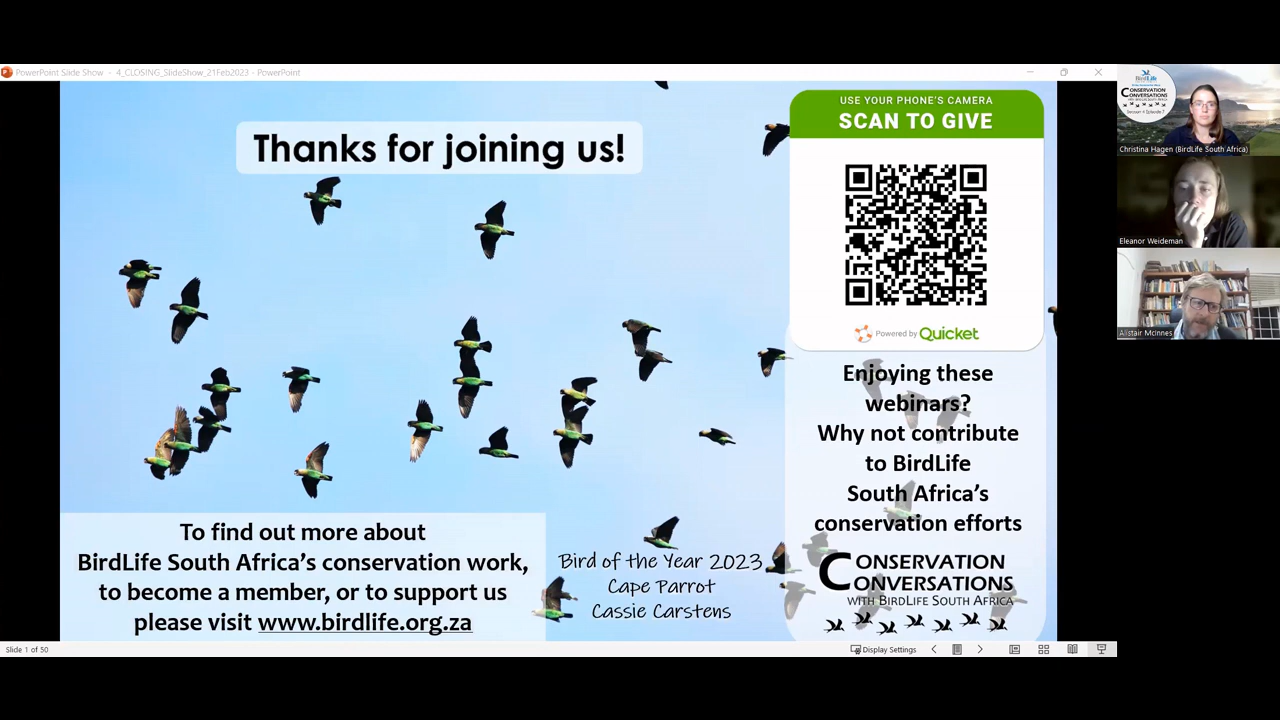 PowerPoint Slide Show - 4_CLOSING_SlideShow_21Feb2023 - PowerPoint
Thanks for joining us!
USE YOUR PHONE'S CAMERA
SCAN TO GIVE
Powered by Quicket
Enjoying these
webinars?
Why not contribute
to BirdLife
South Africa's
conservation efforts
CONSERVATION
CONVERSATIONS
WITH BIRDLIFE SOUTH AFRICA
To find out more about
BirdLife South Africa's conservation work,
to become a member, or to support us
please visit www.birdlife.org.za
Bird of the Year 2023
Cape Parrot
Cassie Carstens
Slide 1 of 50
Display Settings
BirdLife
CONSERVATION
CONVERSATIONS
Christina Hagen (BirdLife South Africa)
Eleanor Weideman
Alistair McInnes